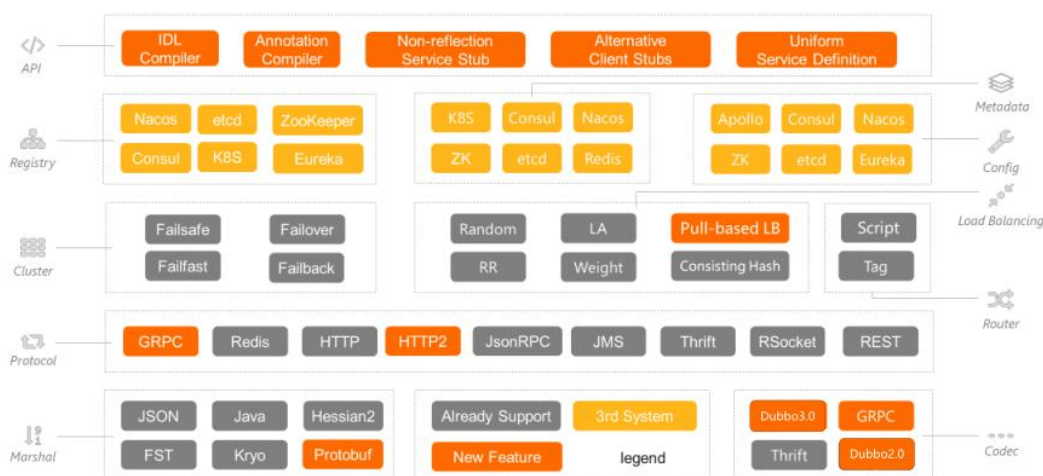 IDL
Compiler
Annotation
Compiler
Non-reflection
Service Stub
Alternative
Client Stubs
Uniform
Service Definition
API
Metadata
Nacos etcd ZooKeeper
Consul K8S Eureka
Registry
K8S Consul Nacos
ZK etcd Redis
Apollo Consul Nacos
ZK etcd Eureka
Config
Load Balancing
Failsafe Failover
Failfast Failback
Cluster
Random LA Pull-based LB
RR Weight Consisting Hash
Script
Tag
Router
GRPC Redis HTTP HTTP2 JsonRPC JMS Thrift RSocket REST
Protocol
JSON Java Hessian2
FST Kryo Protobuf
Marshal
Already Support 3rd System
New Feature legend
Dubbo3.0 GRPC
Thrift Dubbo2.0
Codec